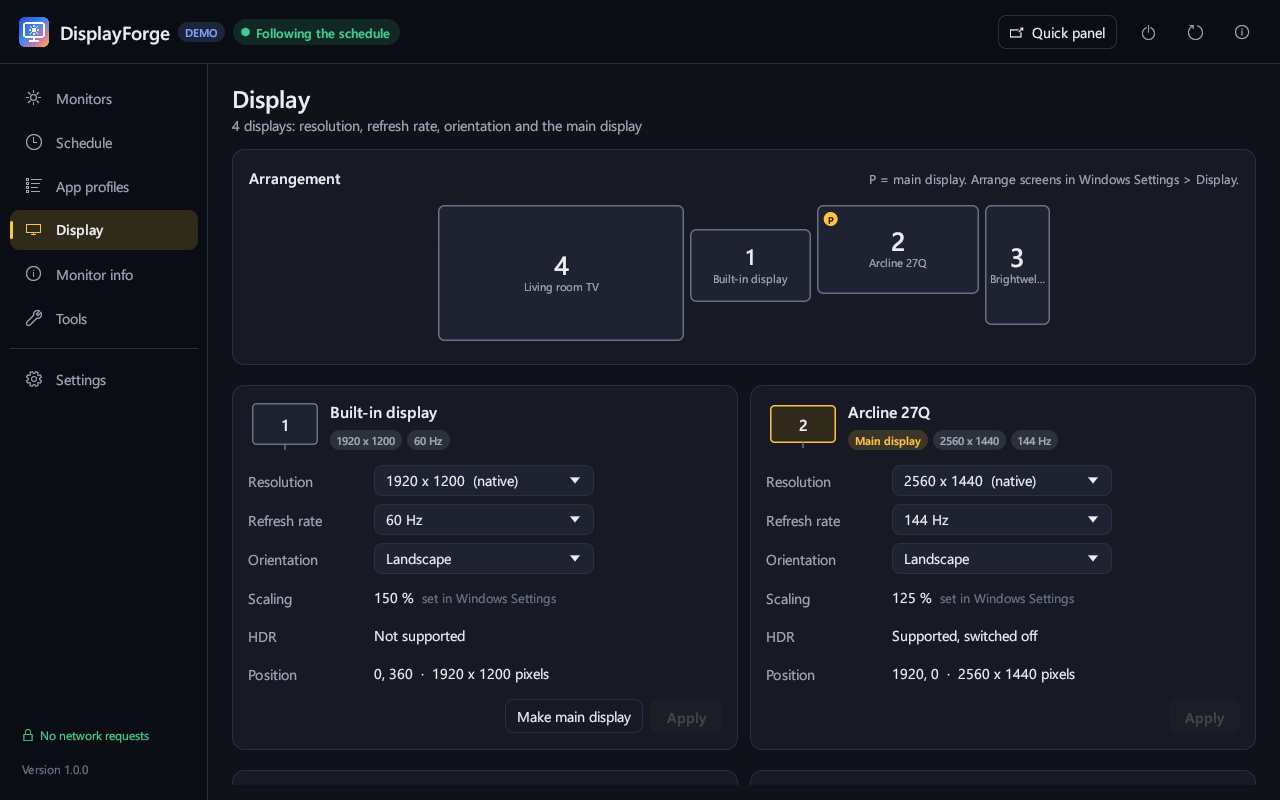 DisplayForge DEMO Following the schedule Quick panel
Monitors
Schedule
App profiles
Display
Monitor info
Tools
Settings
No network requests
Version 1.0.0
Display
4 displays: resolution, refresh rate, orientation and the main display
Arrangement P = main display. Arrange screens in Windows Settings > Display.
4
Living room TV
1
Built-in display
P
2
Arcline 27Q
3
Brightwel...
1 Built-in display
1920 x 1200 60 Hz
Resolution 1920 x 1200 (native)
Refresh rate 60 Hz
Orientation Landscape
Scaling 150 % set in Windows Settings
HDR Not supported
Position 0, 360 · 1920 x 1200 pixels
Make main display Apply
2 Arcline 27Q
Main display 2560 x 1440 144 Hz
Resolution 2560 x 1440 (native)
Refresh rate 144 Hz
Orientation Landscape
Scaling 125 % set in Windows Settings
HDR Supported, switched off
Position 1920, 0 · 2560 x 1440 pixels
Apply